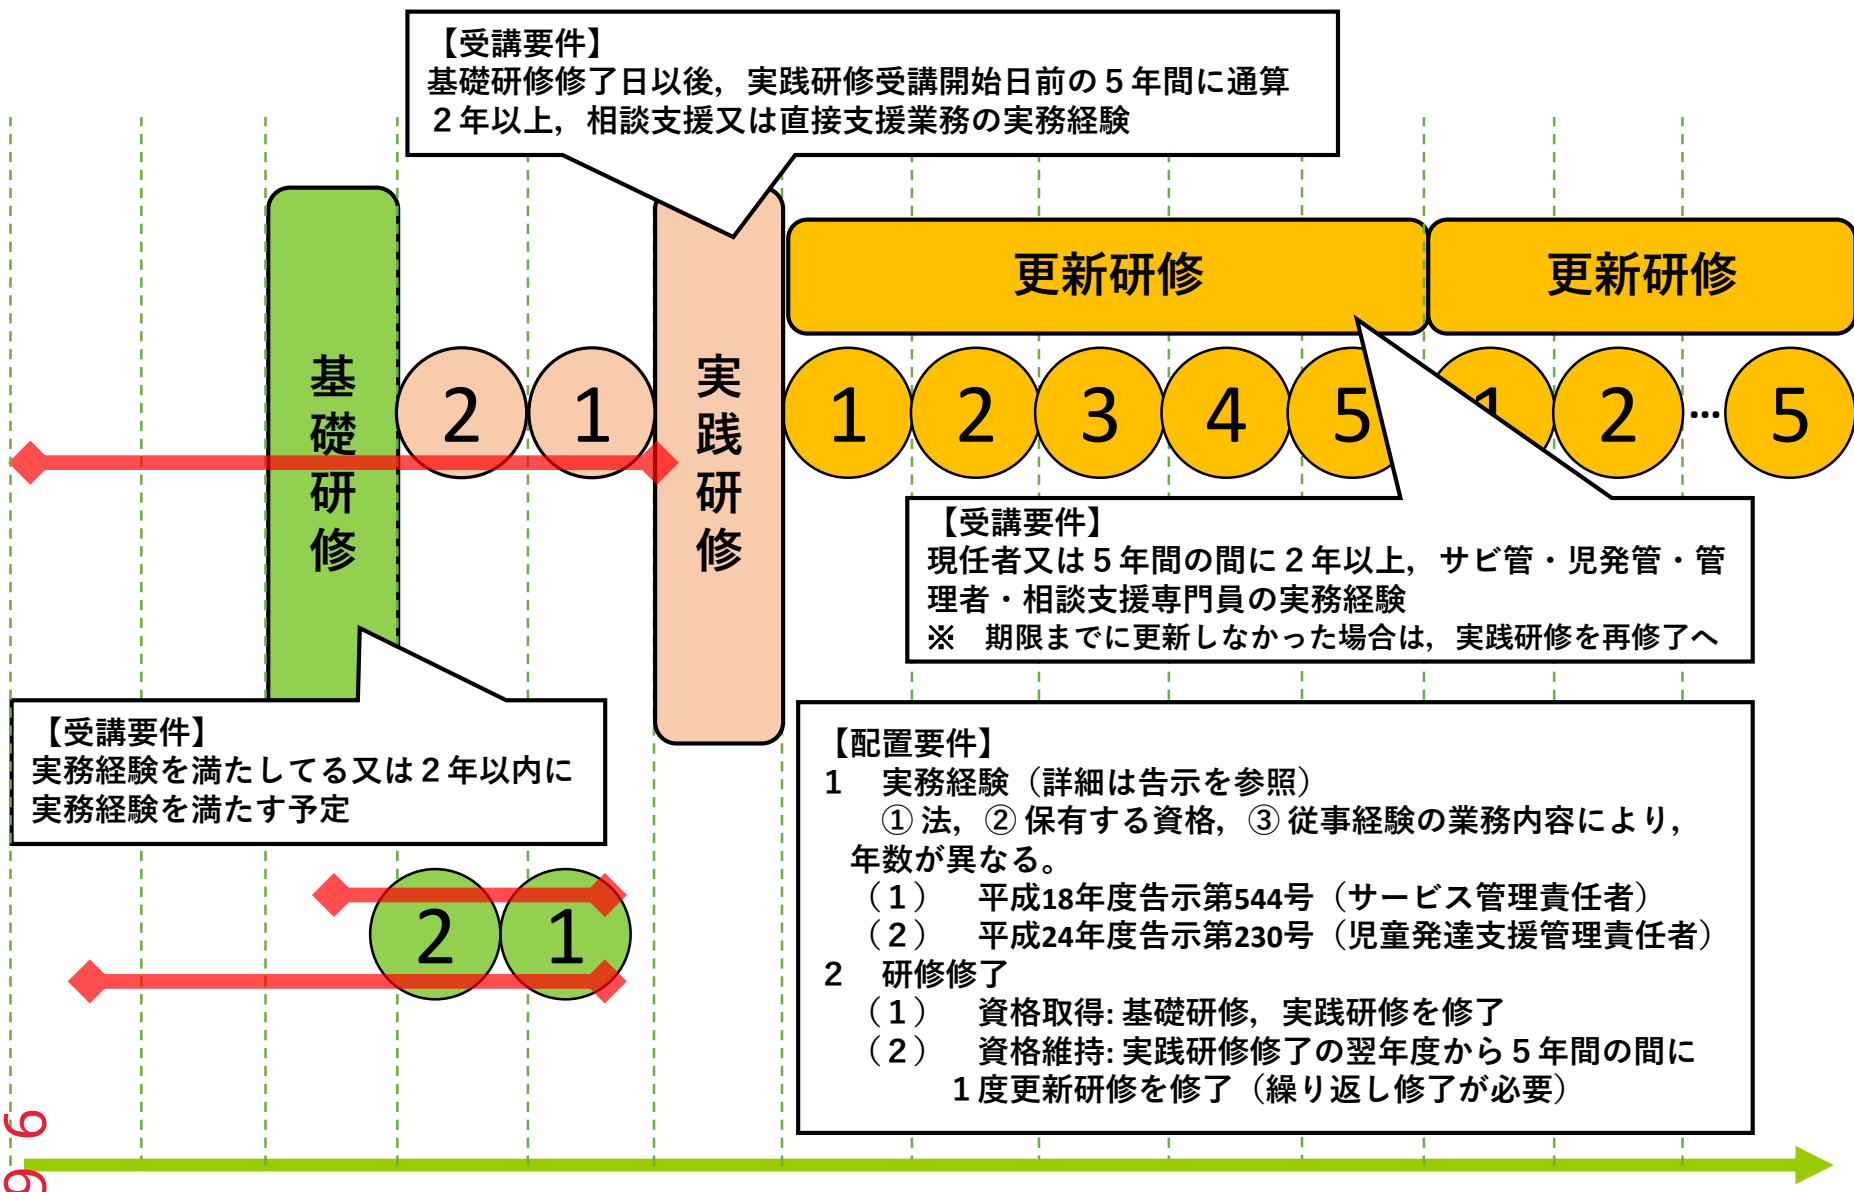 【受講要件】
基礎研修修了日以後，実践研修受講開始日前の５年間に通算
２年以上，相談支援又は直接支援業務の実務経験
基礎研修
2
1
実践研修
更新研修
更新研修
1
2
3
4
5
1
2
…
5
【受講要件】
現任者又は５年間の間に２年以上，サビ管・児発管・管
理者・相談支援専門員の実務経験
※　期限までに更新しなかった場合は，実践研修を再修了へ
【受講要件】
実務経験を満たしてる又は２年以内に
実務経験を満たす予定
2
1
【配置要件】
１　実務経験（詳細は告示を参照）
①法，②保有する資格，③従事経験の業務内容により，
年数が異なる。
（１）　平成18年度告示第544号（サービス管理責任者）
（２）　平成24年度告示第230号（児童発達支援管理責任者）
２　研修修了
（１）　資格取得：基礎研修，実践研修を修了
（２）　資格維持：実践研修修了の翌年度から５年間の間に
１度更新研修を修了（繰り返し修了が必要）